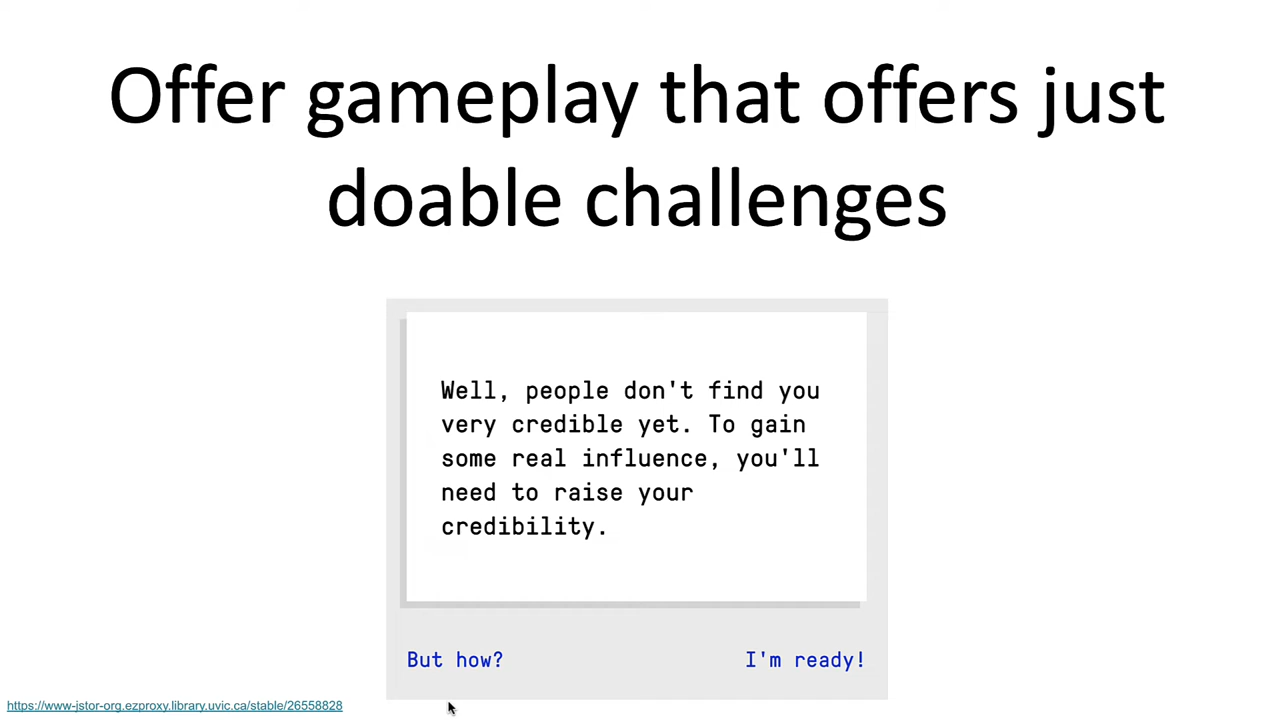 Offer gameplay that offers just
doable challenges
Well, people don't find you
very credible yet. To gain
some real influence, you'll
need to raise your
credibility.
But how?
I'm ready!
https://www-jstor-org.ezproxy.library.uvic.ca/stable/26558828